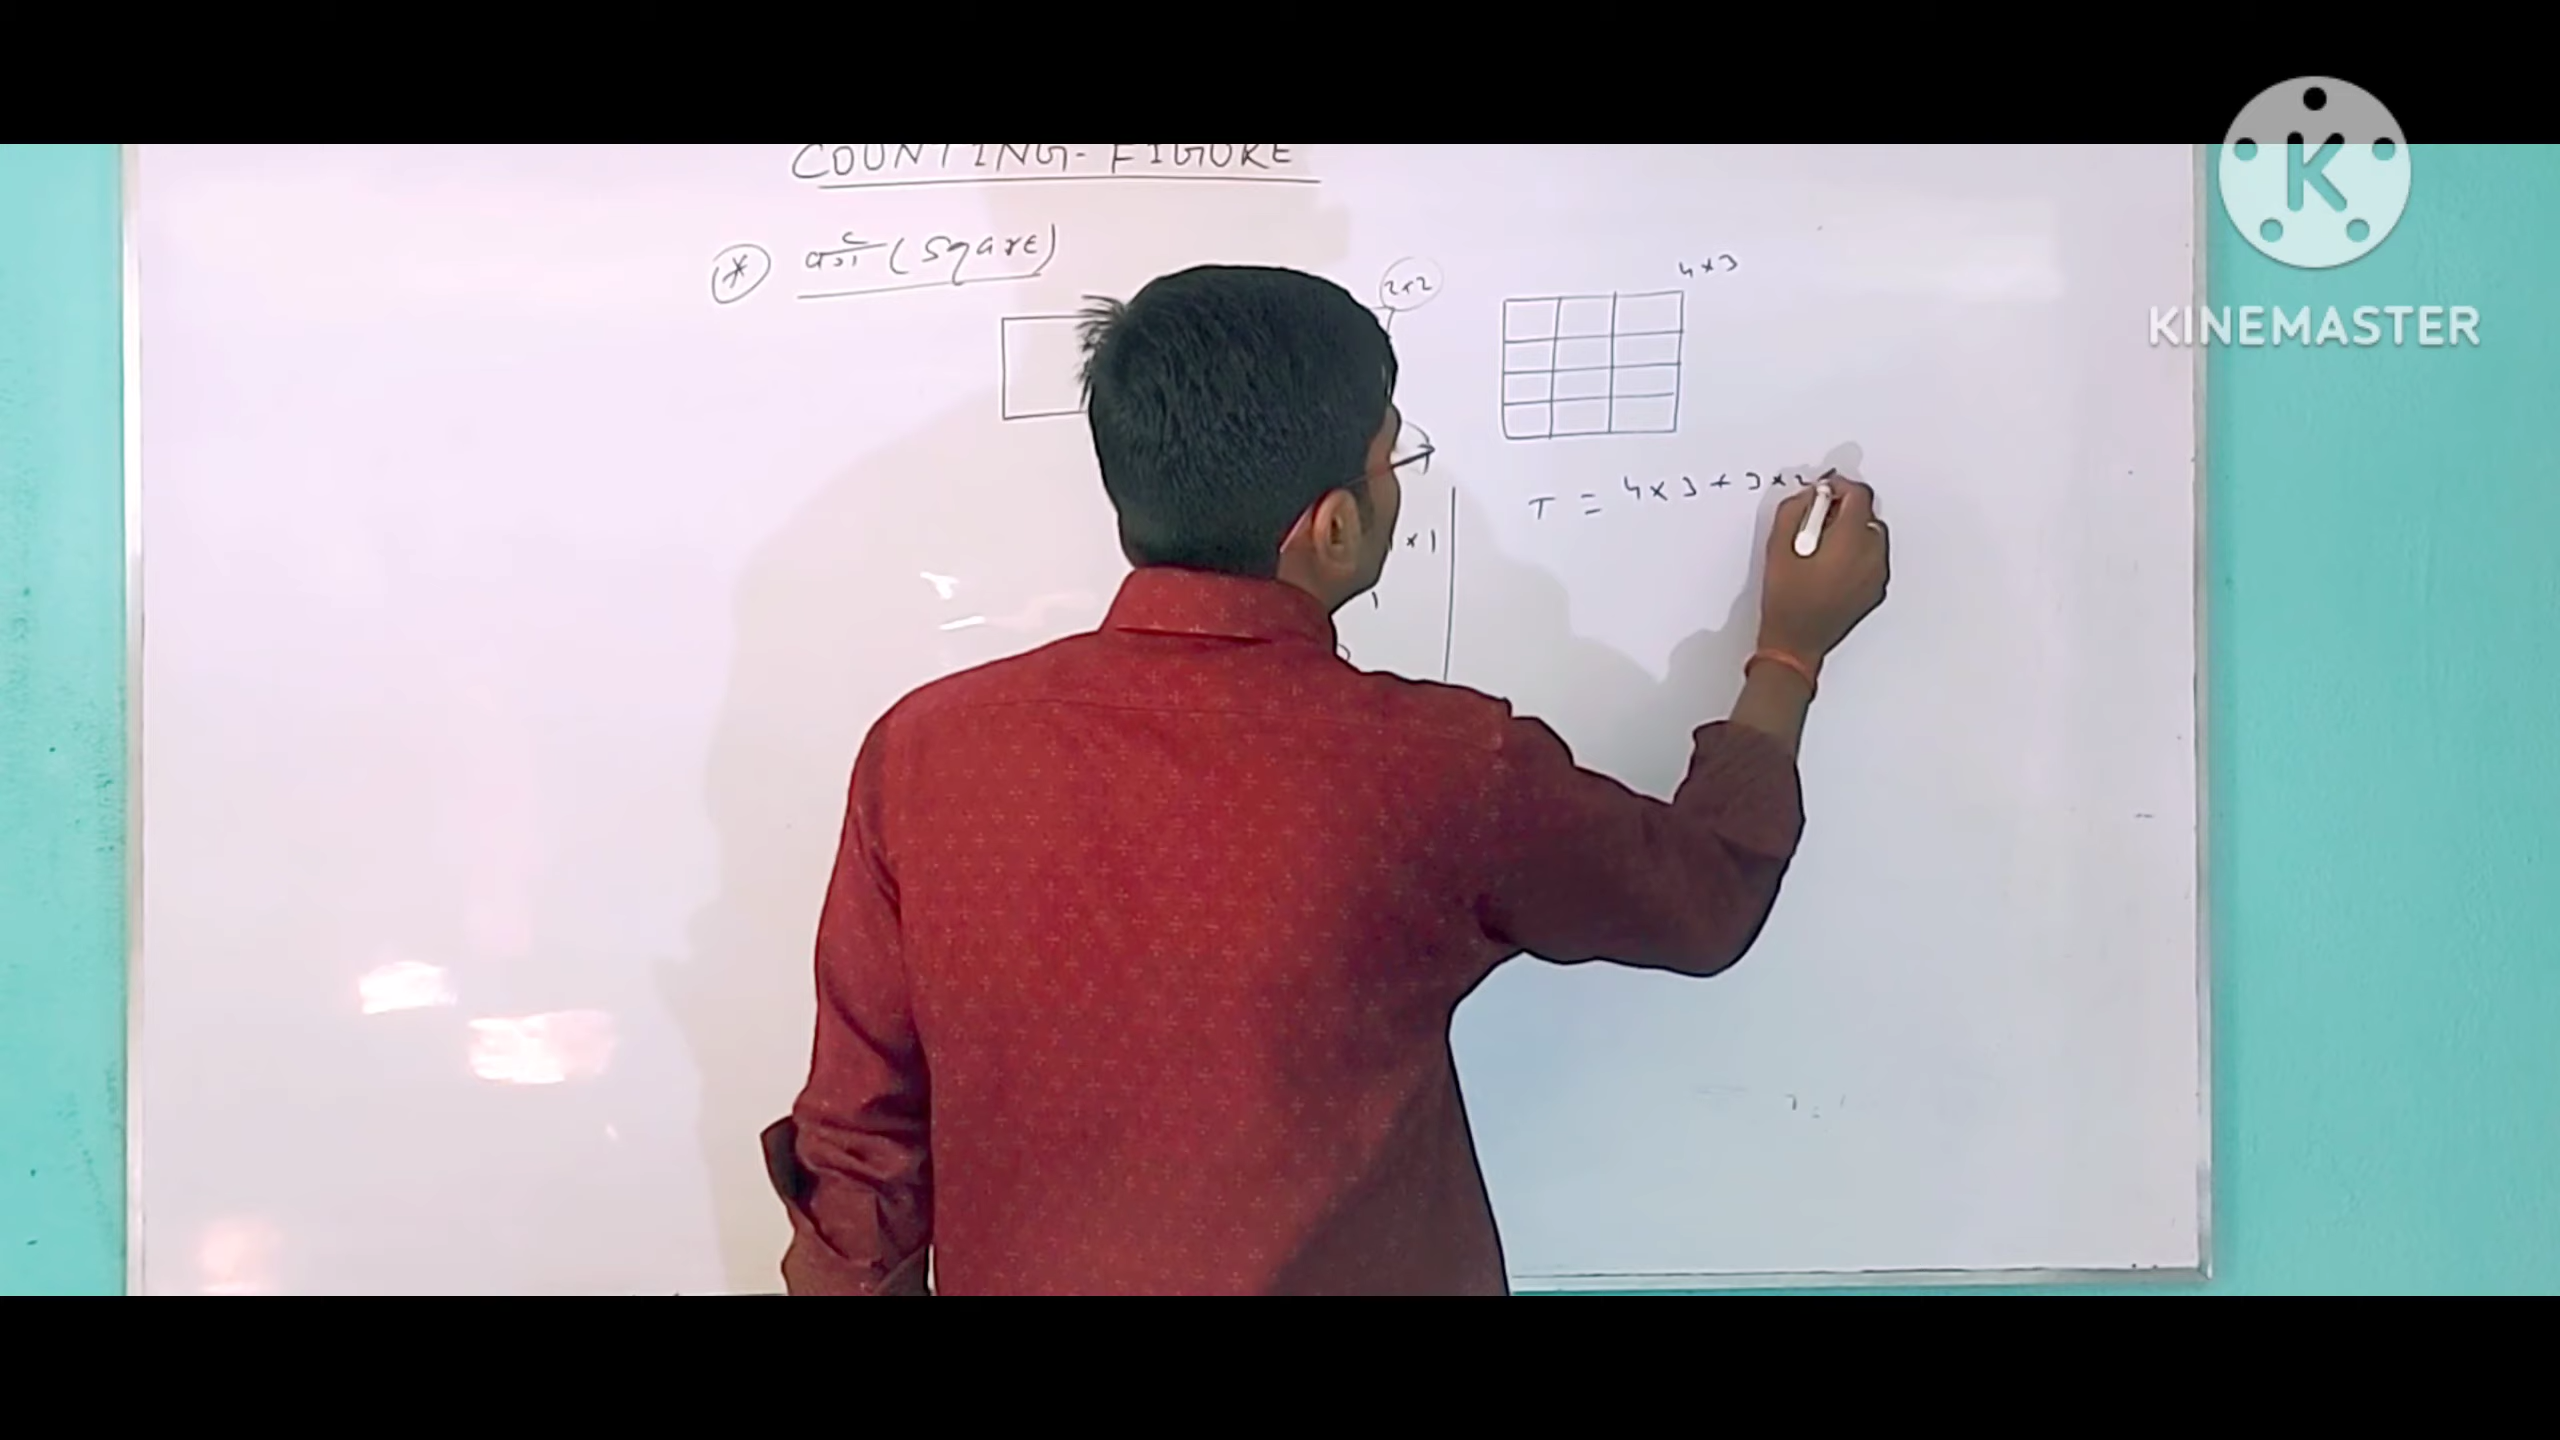 COUNTING-FIGURE
* वर्ग (SqarE)
2×2
4×3
T = 4×3 + 3×2
× 1
KINEMASTER